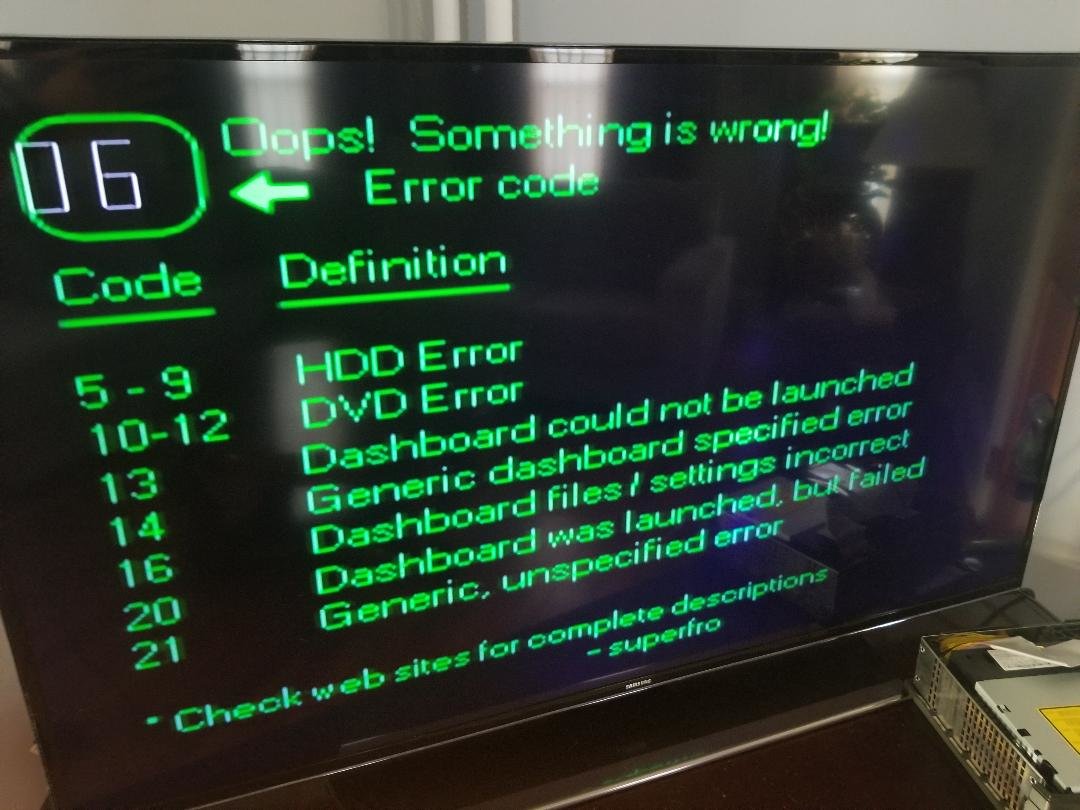 06 Oops! Something is wrong!
Error code
Code Definition
5 - 9 HDD Error
10-12 DVD Error
13 Dashboard could not be launched
14 Generic dashboard specified error
16 Dashboard files / settings incorrect
20 Dashboard was launched, but failed
21 Generic, unspecified error
* Check web sites for complete descriptions
- superfro
SAMSUNG